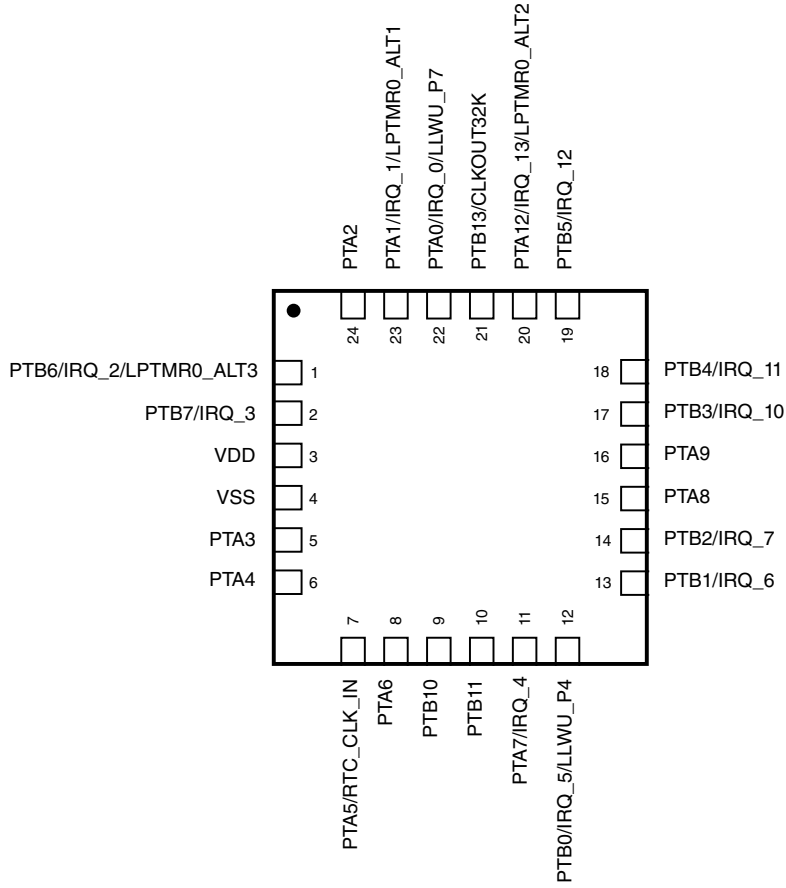 PTA2
PTA1/IRQ_1/LPTMR0_ALT1
PTA0/IRQ_0/LLWU_P7
PTB13/CLKOUT32K
PTA12/IRQ_13/LPTMR0_ALT2
PTB5/IRQ_12
24
23
22
21
20
19
PTB6/IRQ_2/LPTMR0_ALT3 1
PTB7/IRQ_3 2
VDD 3
VSS 4
PTA3 5
PTA4 6
18 PTB4/IRQ_11
17 PTB3/IRQ_10
16 PTA9
15 PTA8
14 PTB2/IRQ_7
13 PTB1/IRQ_6
7
8
9
10
11
12
PTA5/RTC_CLK_IN
PTA6
PTB10
PTB11
PTA7/IRQ_4
PTB0/IRQ_5/LLWU_P4